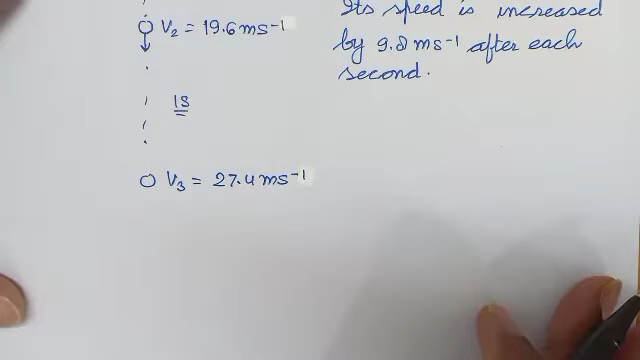 V2 = 19.6 ms-1
Its speed is increased
by 9.8 ms-1 after each
second.
1s
V3 = 27.4 ms-1